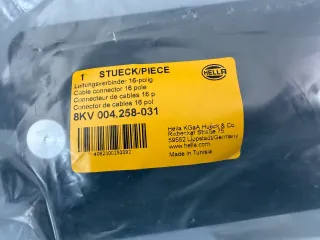 1 STUECK/PIECE
HELLA
Leitungsverbinder 16-polig
Cable connector 16 pole
Connecteur de cables 16 p
Conector de cables 16 pol
8KV 004.258-031
Hella KGaA Hueck & Co.
Rixbecker Straße 75
59552 Lippstadt/Germany
www.hella.com
Made in Tunisia